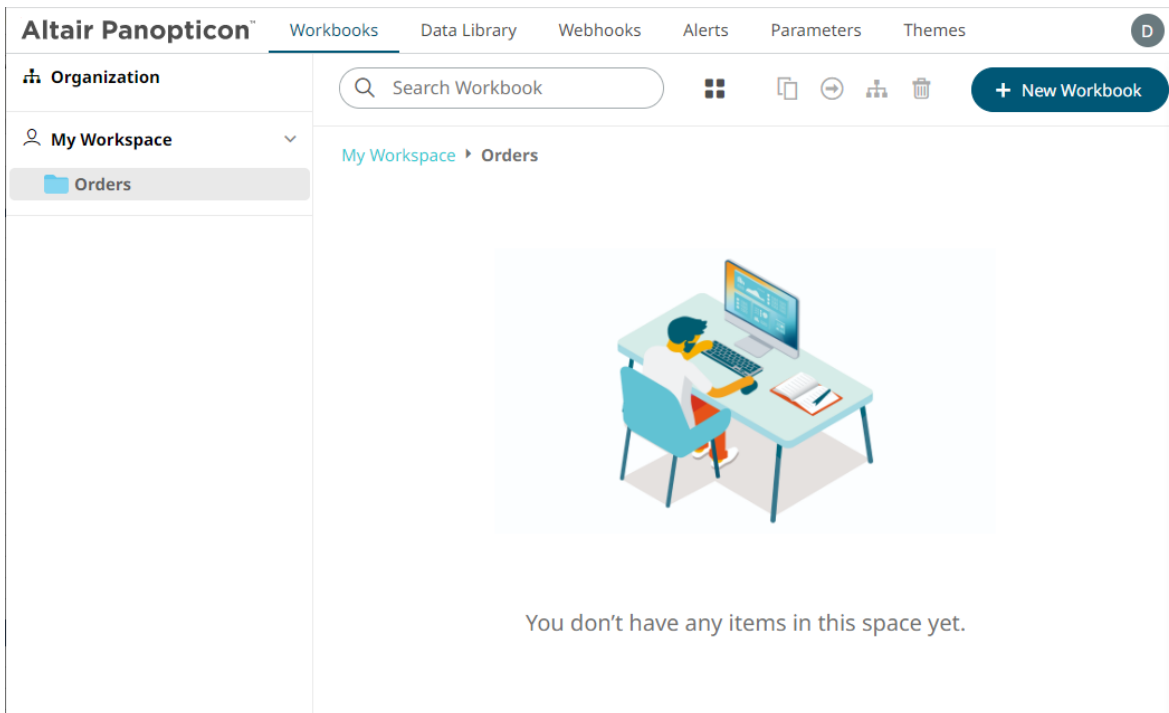 Altair Panopticon™
Workbooks Data Library Webhooks Alerts Parameters Themes D
Organization
Search Workbook
+ New Workbook
My Workspace
My Workspace Orders
Orders
You don’t have any items in this space yet.